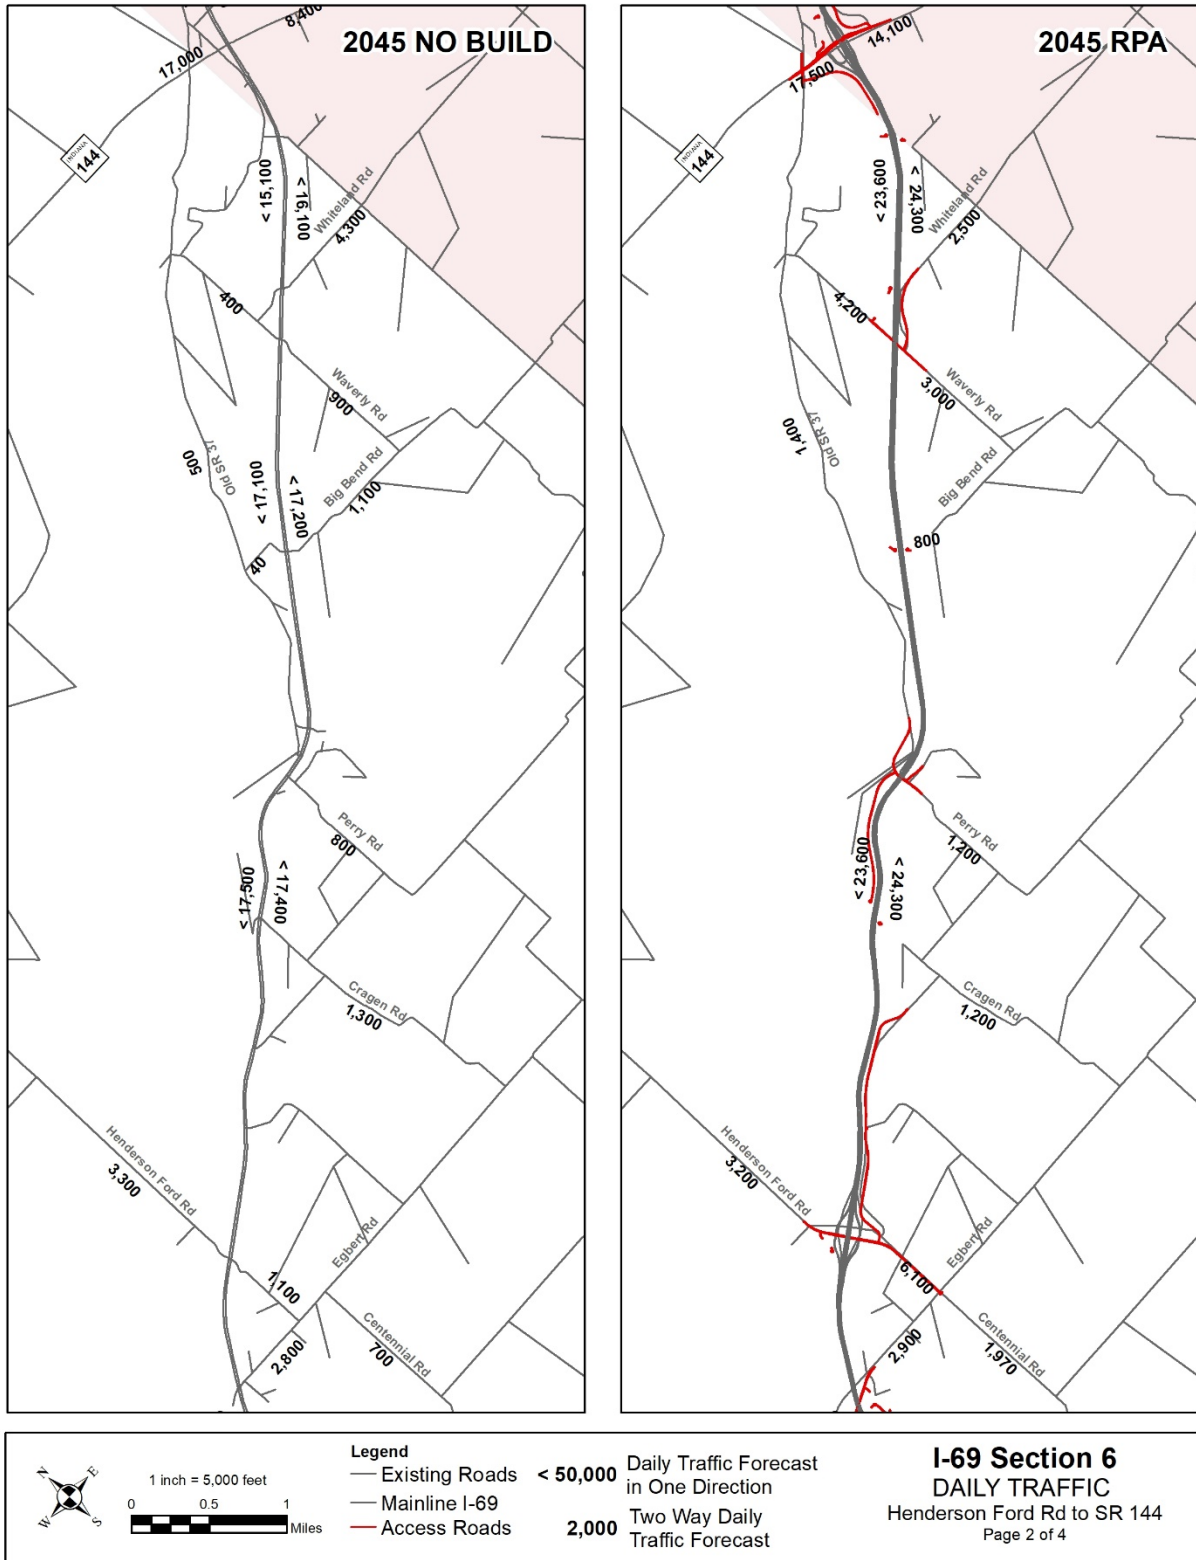 2045 NO BUILD
8,400
17,000
INDIANA
144
< 15,100
< 16,100
Whiteland Rd
4,300
400
Waverly Rd
900
Old SR 37
500
Big Bend Rd
1,100
< 17,100
< 17,200
40
Perry Rd
800
< 17,500
< 17,400
Cragen Rd
1,300
Henderson Ford Rd
3,300
Egbert Rd
1,100
2,800
Centennial Rd
700
2045 RPA
14,100
17,500
INDIANA
144
< 23,600
< 24,300
Whiteland Rd
2,500
4,200
Waverly Rd
3,000
Old SR 37
1,400
Big Bend Rd
800
Perry Rd
1,200
< 23,600
< 24,300
Cragen Rd
1,200
Henderson Ford Rd
3,200
Egbert Rd
6,100
2,900
Centennial Rd
1,970
N
E
W
S
1 inch = 5,000 feet
0 0.5 1
Miles
Legend
Existing Roads
Mainline I-69
Access Roads
< 50,000 Daily Traffic Forecast
in One Direction
2,000 Two Way Daily
Traffic Forecast
I-69 Section 6
DAILY TRAFFIC
Henderson Ford Rd to SR 144
Page 2 of 4